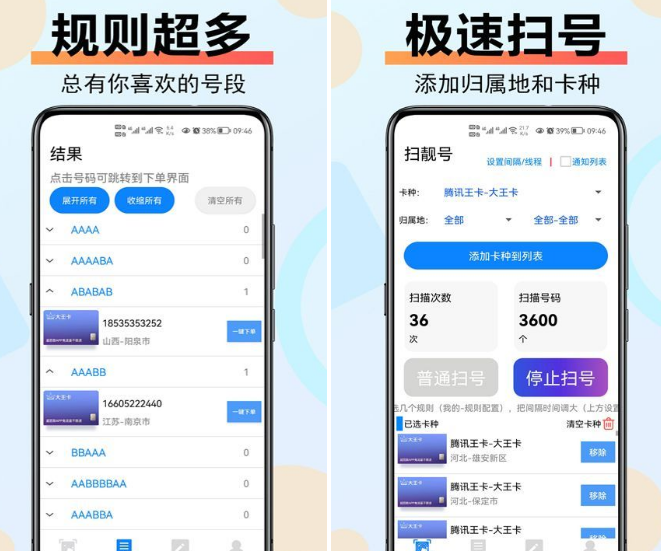 规则超多
总有你喜欢的号段
38%
09:46
结果
点击号码可跳转到下单界面
展开所有
收缩所有
清空所有
AAAA
0
AAAABA
0
ABABAB
1
大王卡
18535353252
山西-阳泉市
一键下单
AAABB
1
大王卡
16605222440
江苏-南京市
一键下单
BBAAA
0
AABBBBAA
0
AAABBA
0
极速扫号
添加归属地和卡种
39%
09:46
扫靓号
设置间隔/线程
|
通知列表
卡种:
腾讯王卡-大王卡
归属地:
全部
全部-全部
添加卡种到列表
扫描次数
36
次
扫描号码
3600
个
普通扫号
停止扫号
选几个规则（我的-规则配置），把间隔时间调大（上方设置
已选卡种
清空卡种
大王卡
腾讯王卡-大王卡
河北-雄安新区
移除
大王卡
腾讯王卡-大王卡
河北-保定市
移除
大王卡
腾讯王卡-大王卡
移除